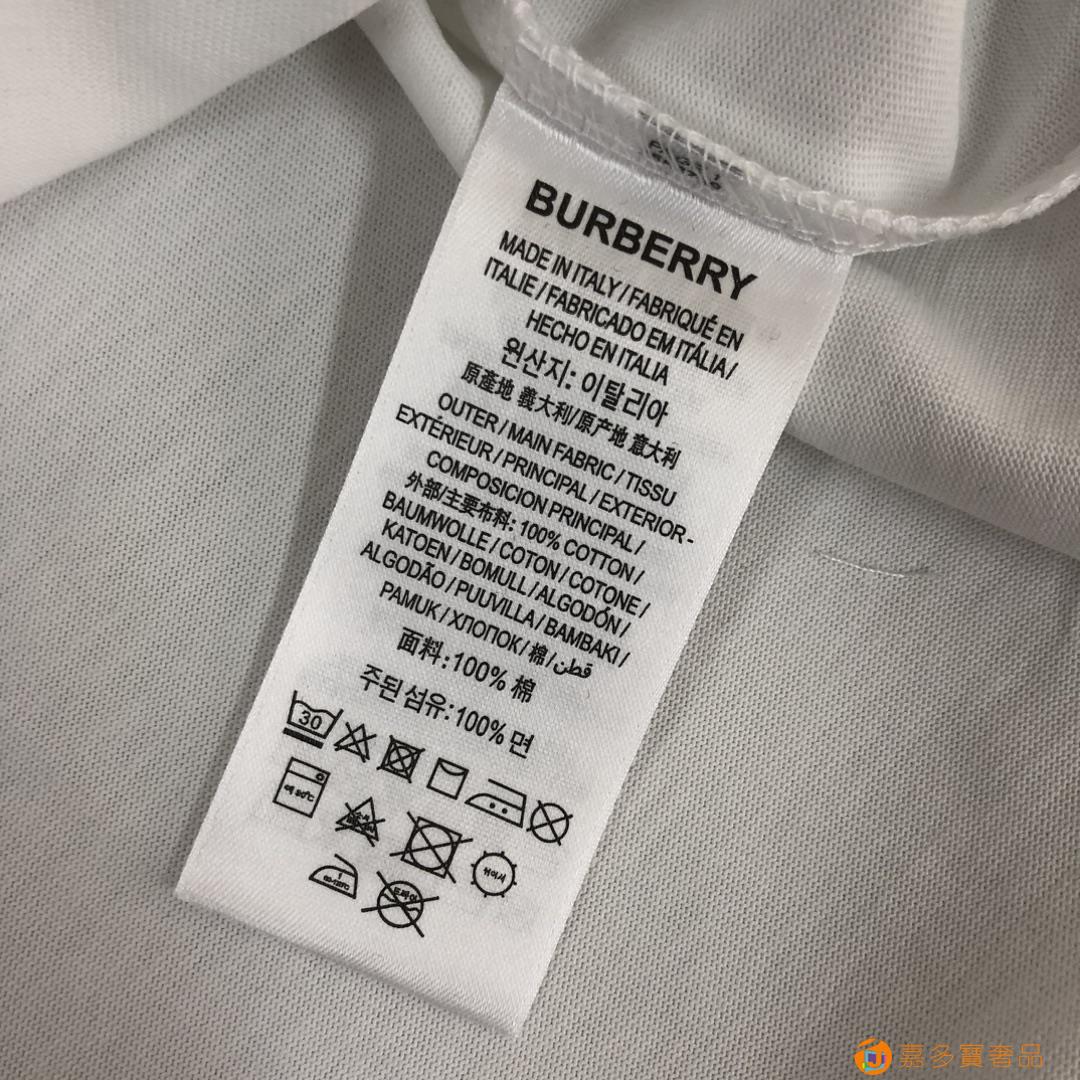 BURBERRY
MADE IN ITALY / FABRIQUÉ EN
ITALIE / FABRICADO EM ITÁLIA /
HECHO EN ITALIA
원산지: 이탈리아
原產地 義大利/原产地 意大利
OUTER / MAIN FABRIC / TISSU
EXTÉRIEUR / PRINCIPAL / EXTERIOR -
COMPOSICION PRINCIPAL /
外部/主要布料: 100% COTTON /
BAUMWOLLE / COTON / COTONE /
KATOEN / BOMULL / ALGODÓN /
ALGODÃO / PUUVILLA / BAMBAKI /
PAMUK / ХЛОПОК / 棉 / قطن
面料:100% 棉
주된 섬유:100% 면
30
嘉多寶奢品